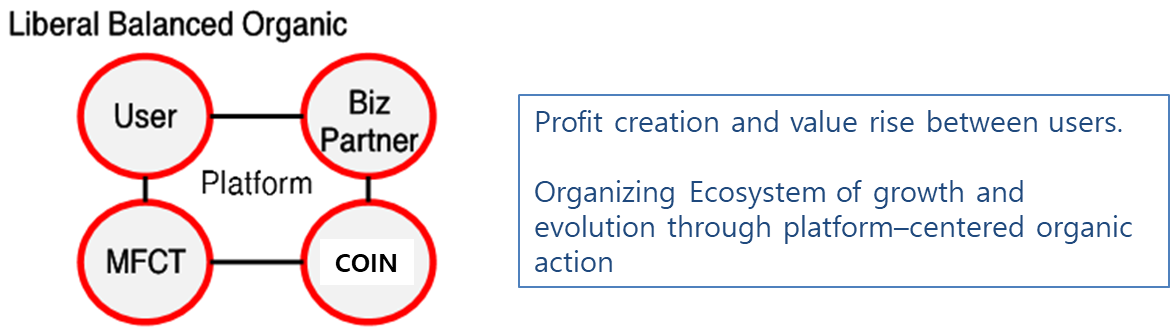 Liberal Balanced Organic
User
Biz
Partner
Platform
MFCT
COIN
Profit creation and value rise between users.
Organizing Ecosystem of growth and
evolution through platform–centered organic
action